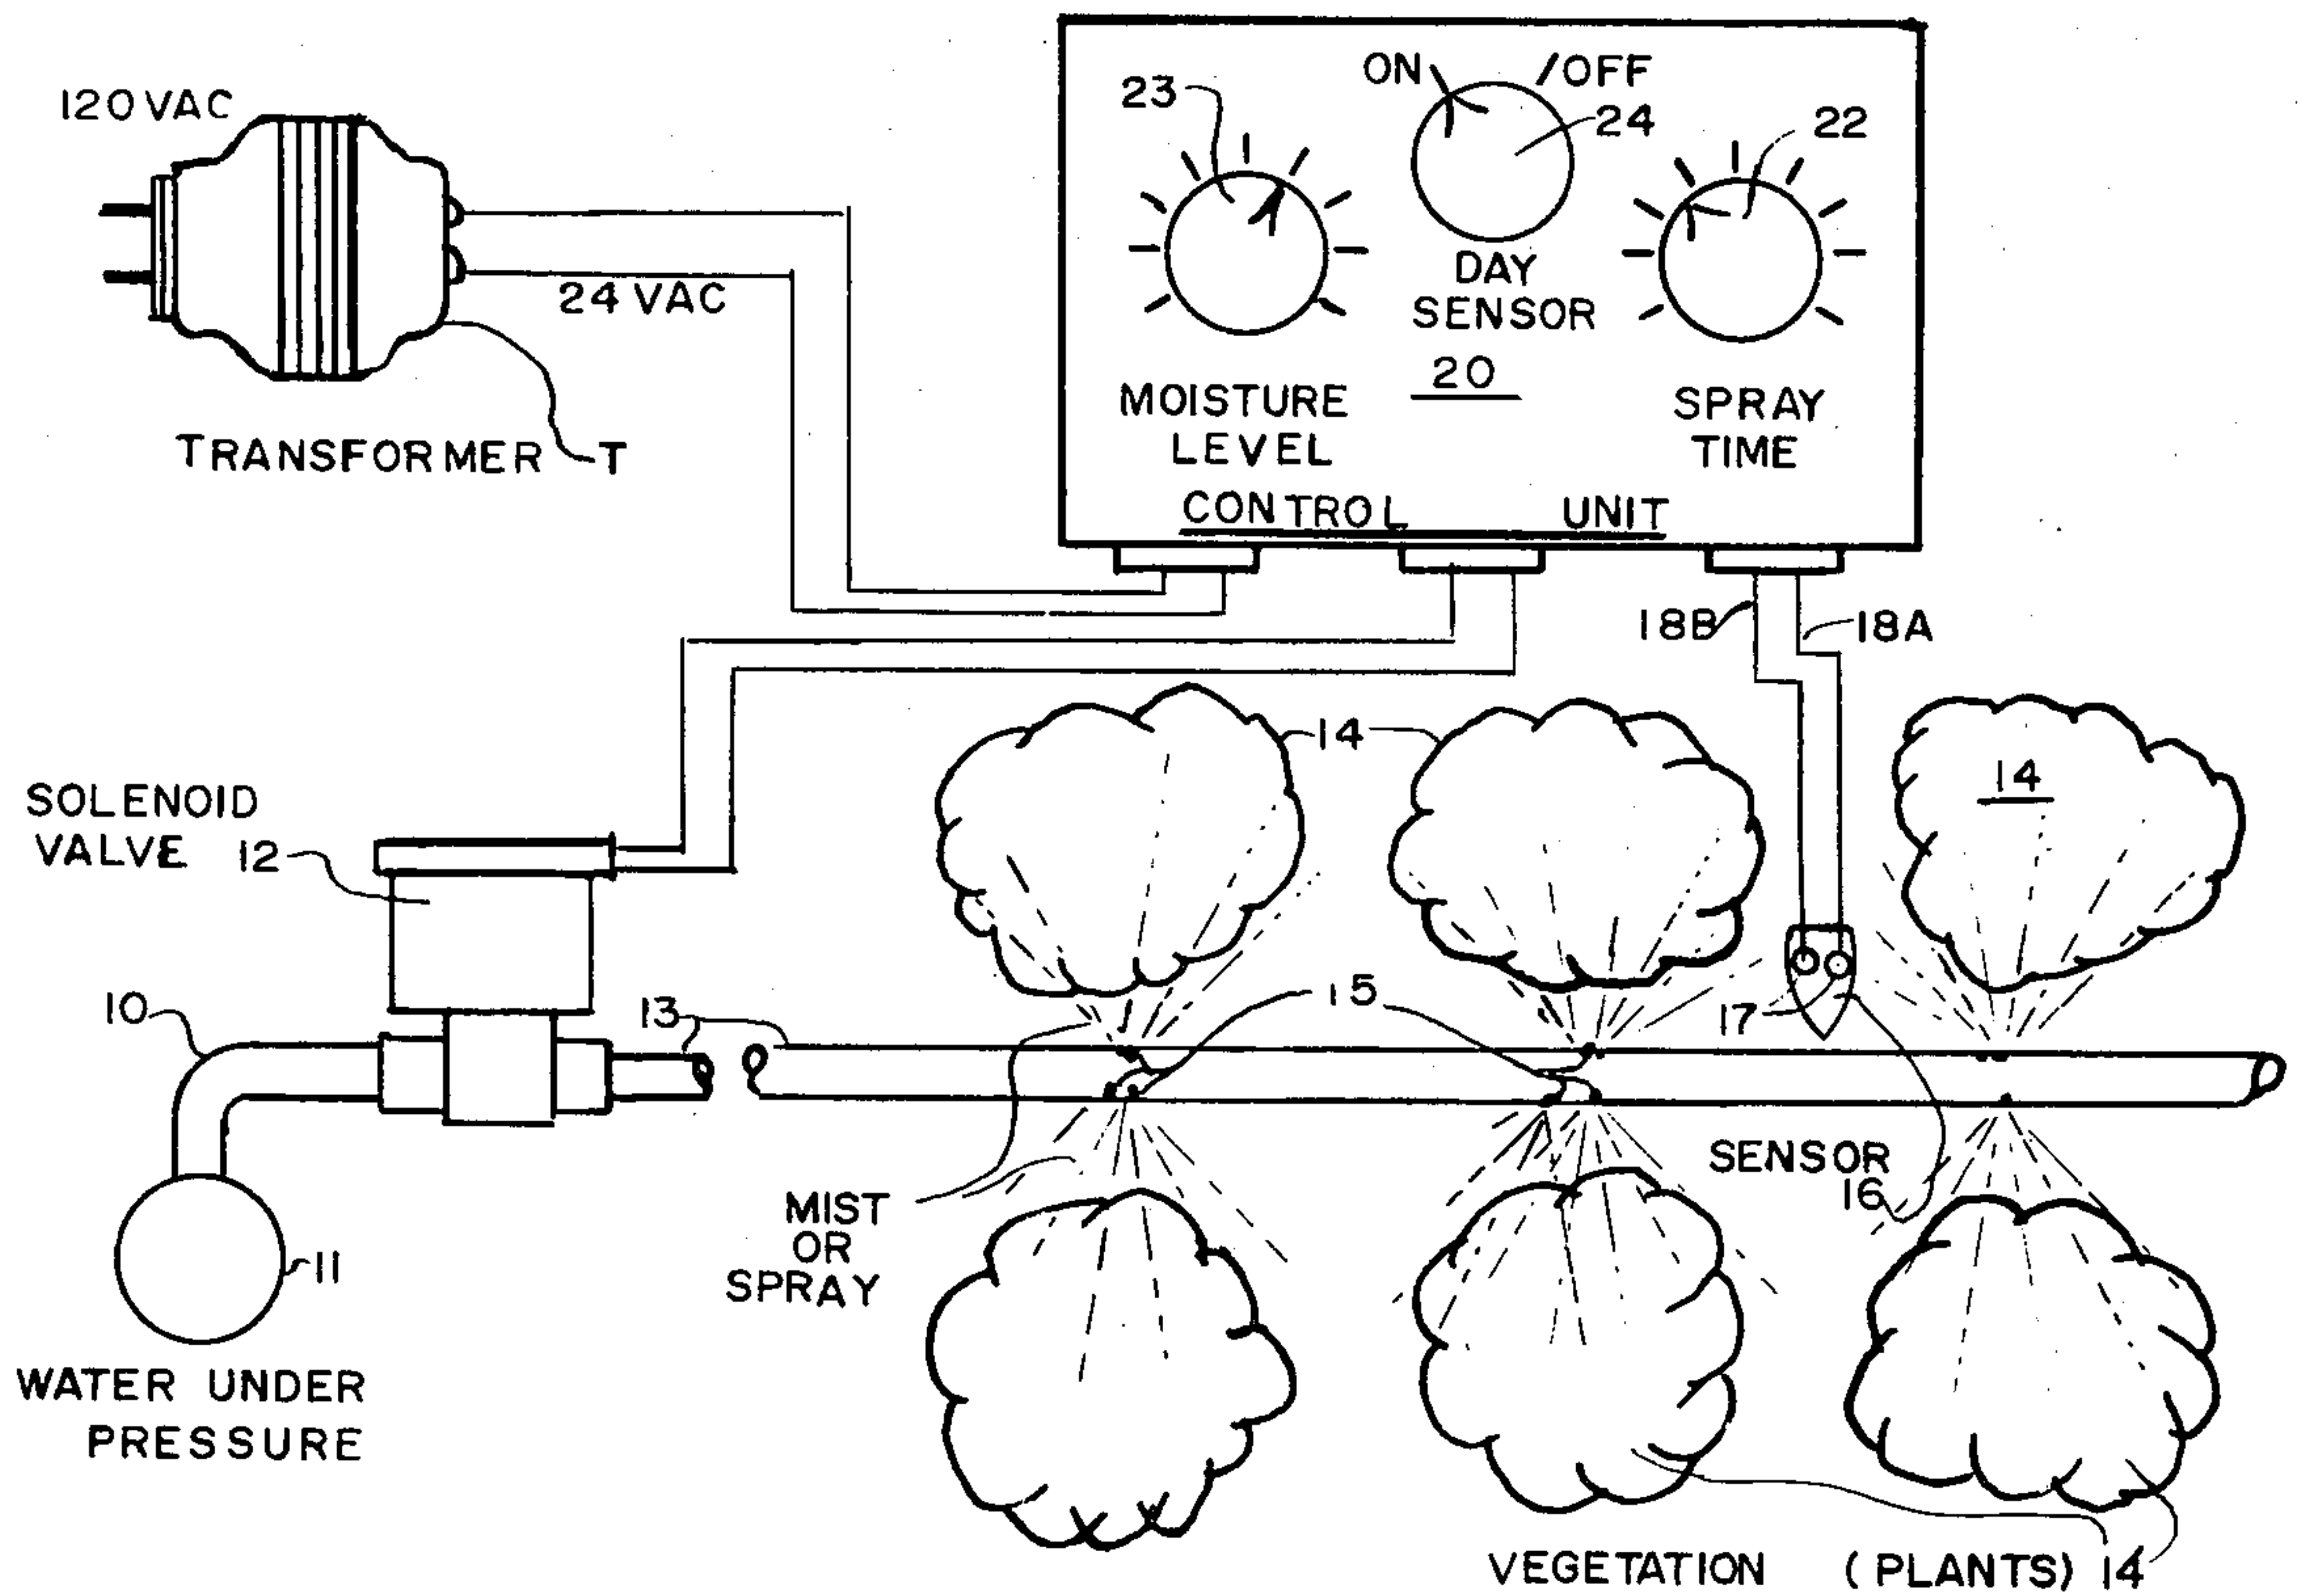 120 VAC
24 VAC
TRANSFORMER T
ON /OFF
23
24
22
DAY
SENSOR
20
MOISTURE
LEVEL
SPRAY
TIME
CONTROL UNIT
18B
18A
14
14
SOLENOID
VALVE 12
10
13
15
17
11
MIST
OR
SPRAY
SENSOR
16
WATER UNDER
PRESSURE
VEGETATION (PLANTS) 14